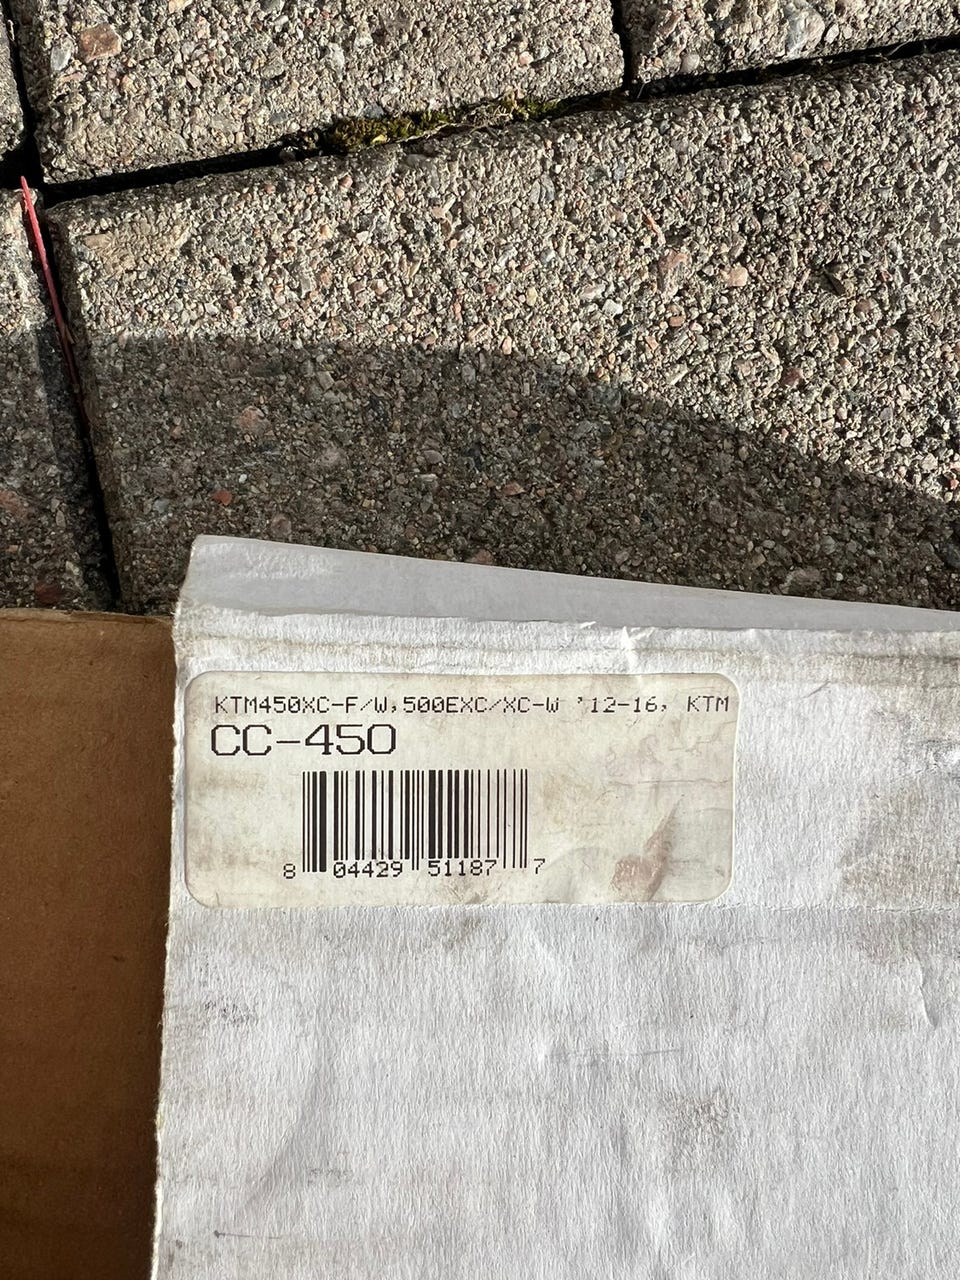 KTM450XC-F/W,500EXC/XC-W '12-16, KTM
CC-450
8 04429 51187 7